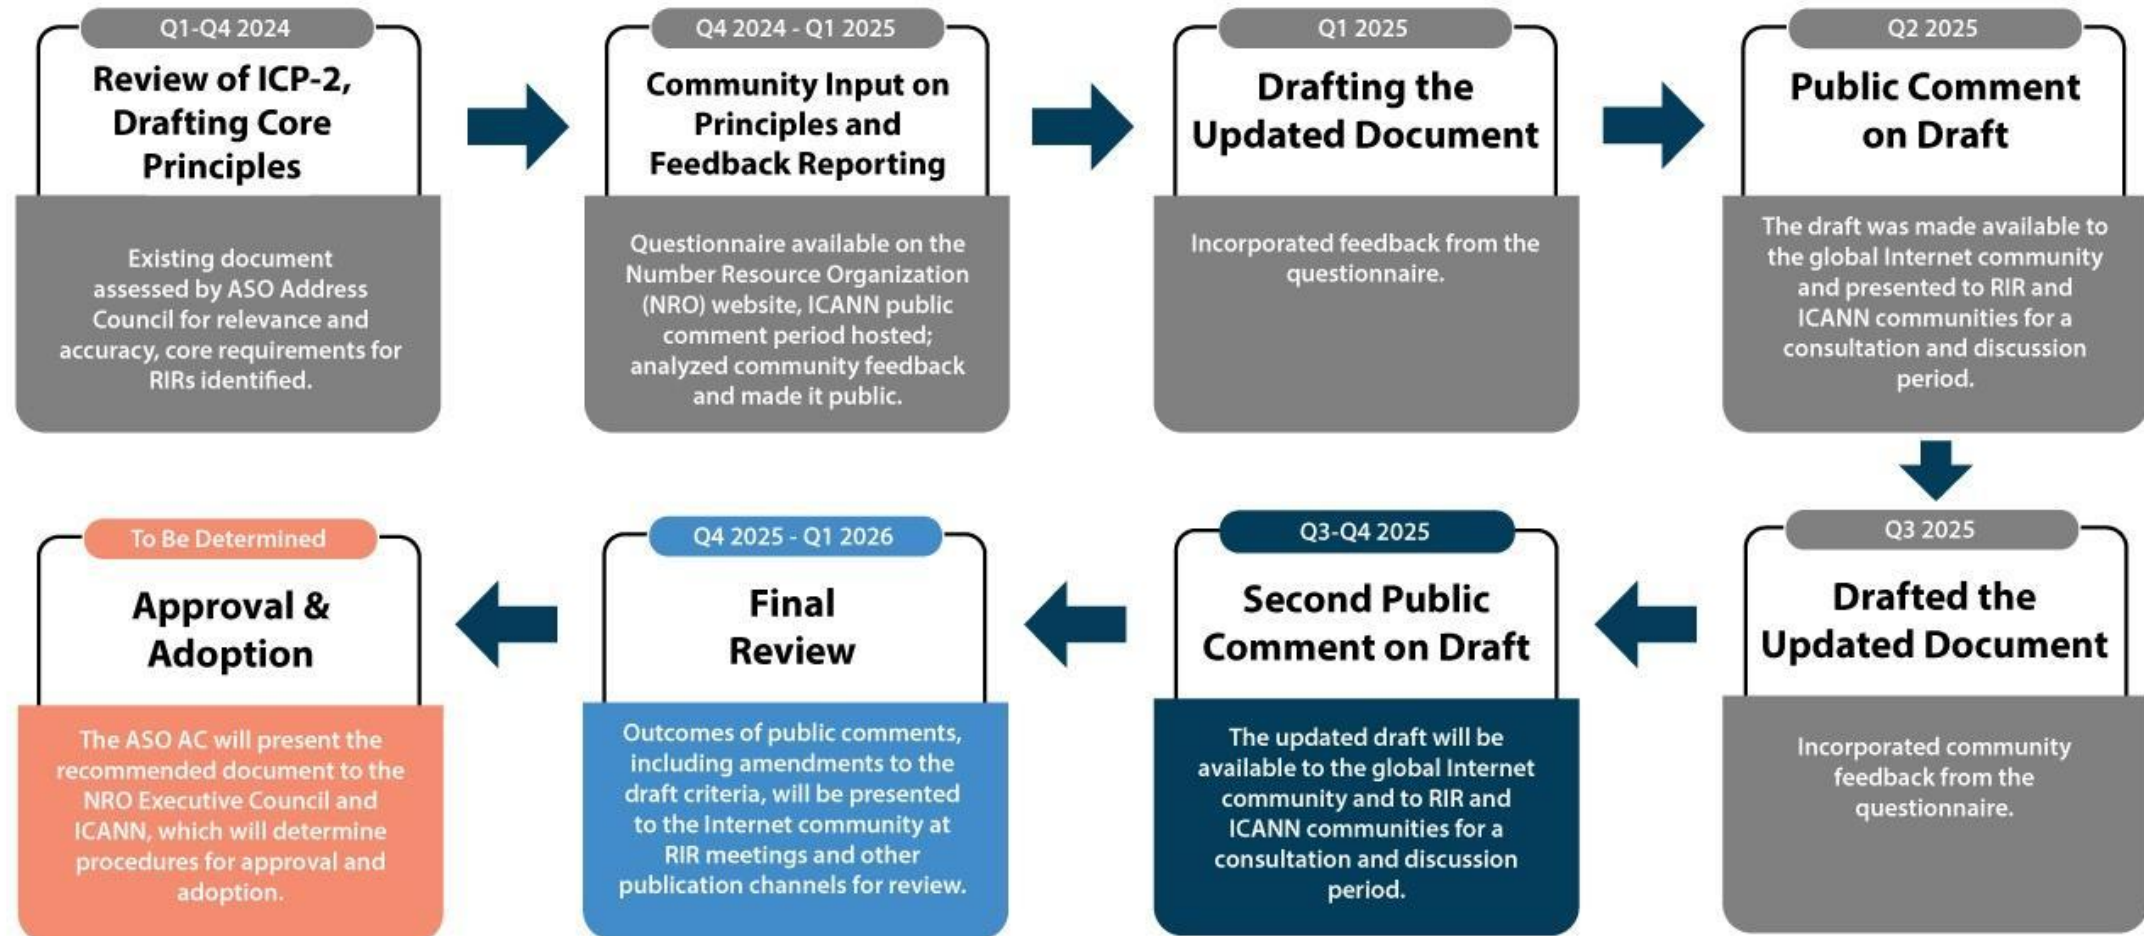 Q1-Q4 2024
Review of ICP-2,
Drafting Core
Principles
Existing document
assessed by ASO Address
Council for relevance and
accuracy, core requirements for
RIRs identified.
Q4 2024 - Q1 2025
Community Input on
Principles and
Feedback Reporting
Questionnaire available on the
Number Resource Organization
(NRO) website, ICANN public
comment period hosted;
analyzed community feedback
and made it public.
Q1 2025
Drafting the
Updated Document
Incorporated feedback from the
questionnaire.
Q2 2025
Public Comment
on Draft
The draft was made available to
the global Internet community
and presented to RIR and
ICANN communities for a
consultation and discussion
period.
Q3 2025
Drafted the
Updated Document
Incorporated community
feedback from the
questionnaire.
Q3-Q4 2025
Second Public
Comment on Draft
The updated draft will be
available to the global Internet
community and to RIR and
ICANN communities for a
consultation and discussion
period.
Q4 2025 - Q1 2026
Final
Review
Outcomes of public comments,
including amendments to the
draft criteria, will be presented
to the Internet community at
RIR meetings and other
publication channels for review.
To Be Determined
Approval &
Adoption
The ASO AC will present the
recommended document to the
NRO Executive Council and
ICANN, which will determine
procedures for approval and
adoption.